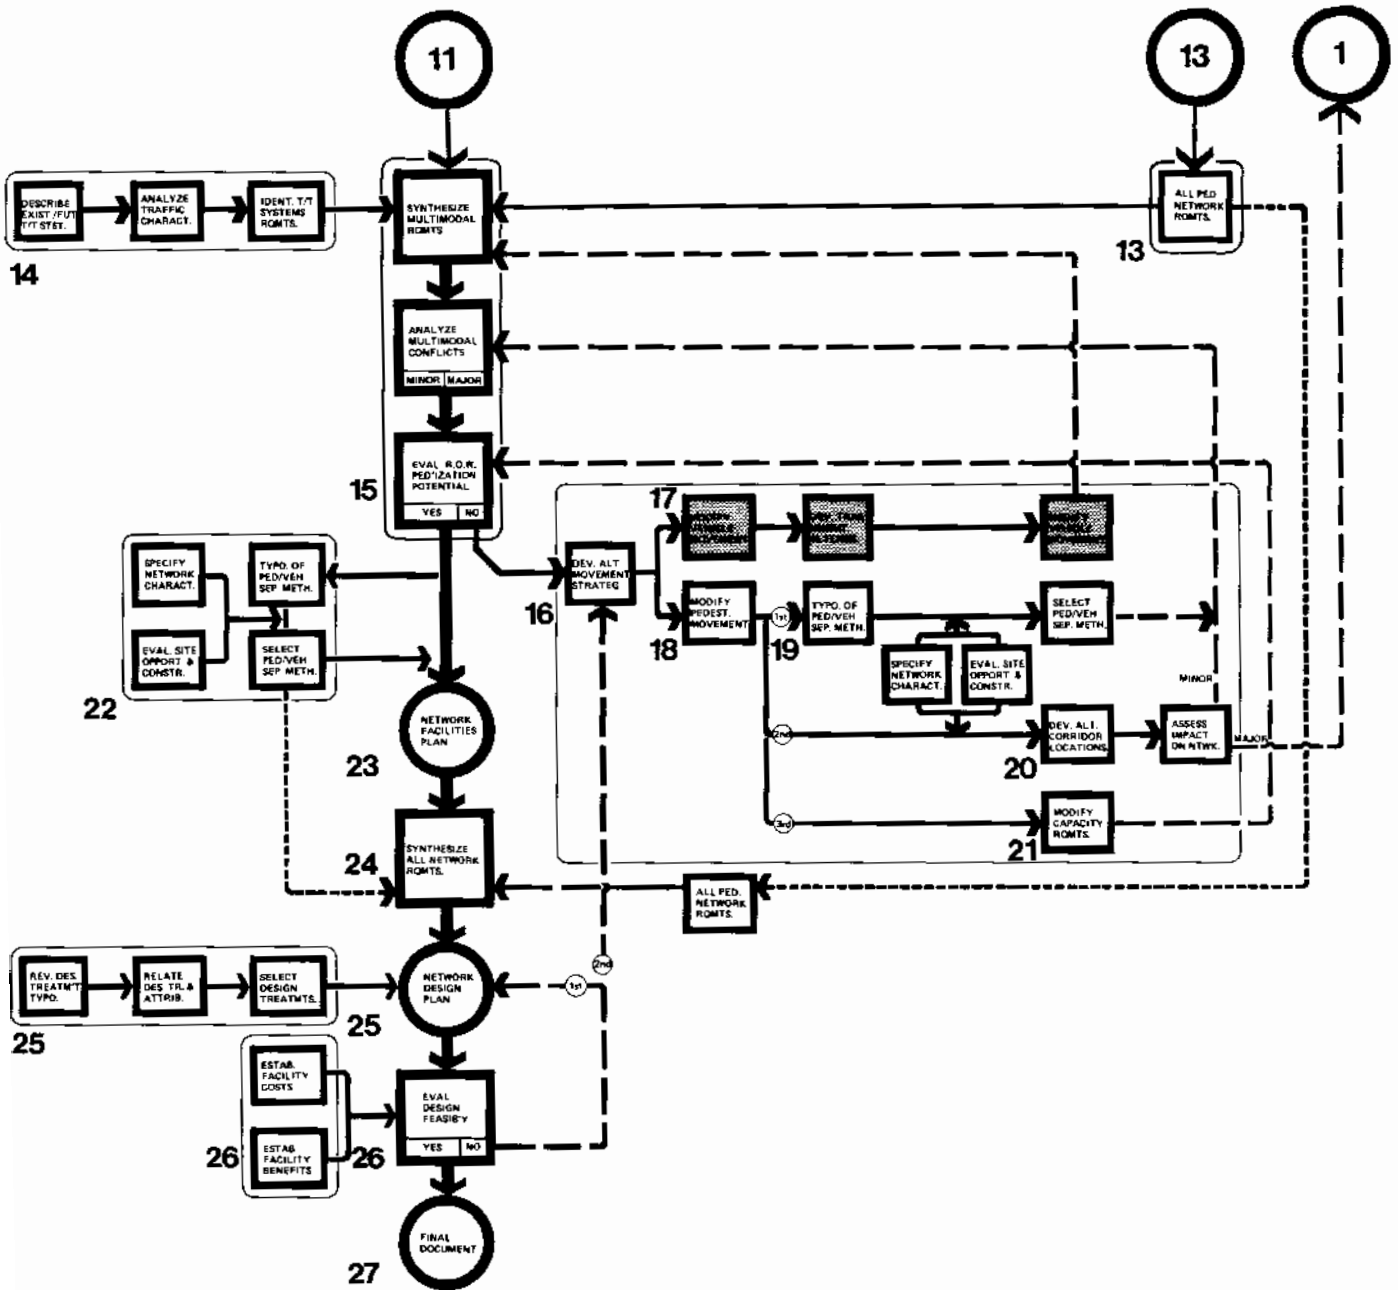 11
13
1
DESCRIBE
EXIST/FUT
T/T SYST.
ANALYZE
TRAFFIC
CHARACT.
IDENT. T/T
SYSTEMS
RQMTS.
14
SYNTHESIZE
MULTIMODAL
RQMTS
ALL PED
NETWORK
RQMTS.
13
ANALYZE
MULTIMODAL
CONFLICTS
MINOR MAJOR
EVAL R.O.W.
PED'IZATION
POTENTIAL
YES NO
15
17
DEV. ALT
MOVEMENT
STRATEG
16
MODIFY
PEDEST.
MOVEMENT
18
1st
19
TYPO. OF
PED/VEH
SEP. METH.
SELECT
PED/VEH
SEP. METH.
SPECIFY
NETWORK
CHARACT.
EVAL. SITE
OPPORT &
CONSTR.
MINOR
2nd
DEV. ALT.
CORRIDOR
LOCATIONS
20
ASSESS
IMPACT
ON NTWK.
MAJOR
3rd
MODIFY
CAPACITY
RQMTS.
21
SPECIFY
NETWORK
CHARACT.
TYPO. OF
PED/VEH
SEP METH.
EVAL. SITE
OPPORT &
CONSTR.
SELECT
PED/VEH
SEP METH.
22
NETWORK
FACILITIES
PLAN
23
SYNTHESIZE
ALL NETWORK
RQMTS.
24
ALL PED.
NETWORK
RQMTS.
REV. DES.
TREATM'T
TYPO.
RELATE
DES TR. &
ATTRIB.
SELECT
DESIGN
TREATMTS.
25
NETWORK
DESIGN
PLAN
25
1st
2nd
ESTAB.
FACILITY
COSTS
ESTAB
FACILITY
BENEFITS
26
26
EVAL
DESIGN
FEASIB'Y
YES NO
FINAL
DOCUMENT
27